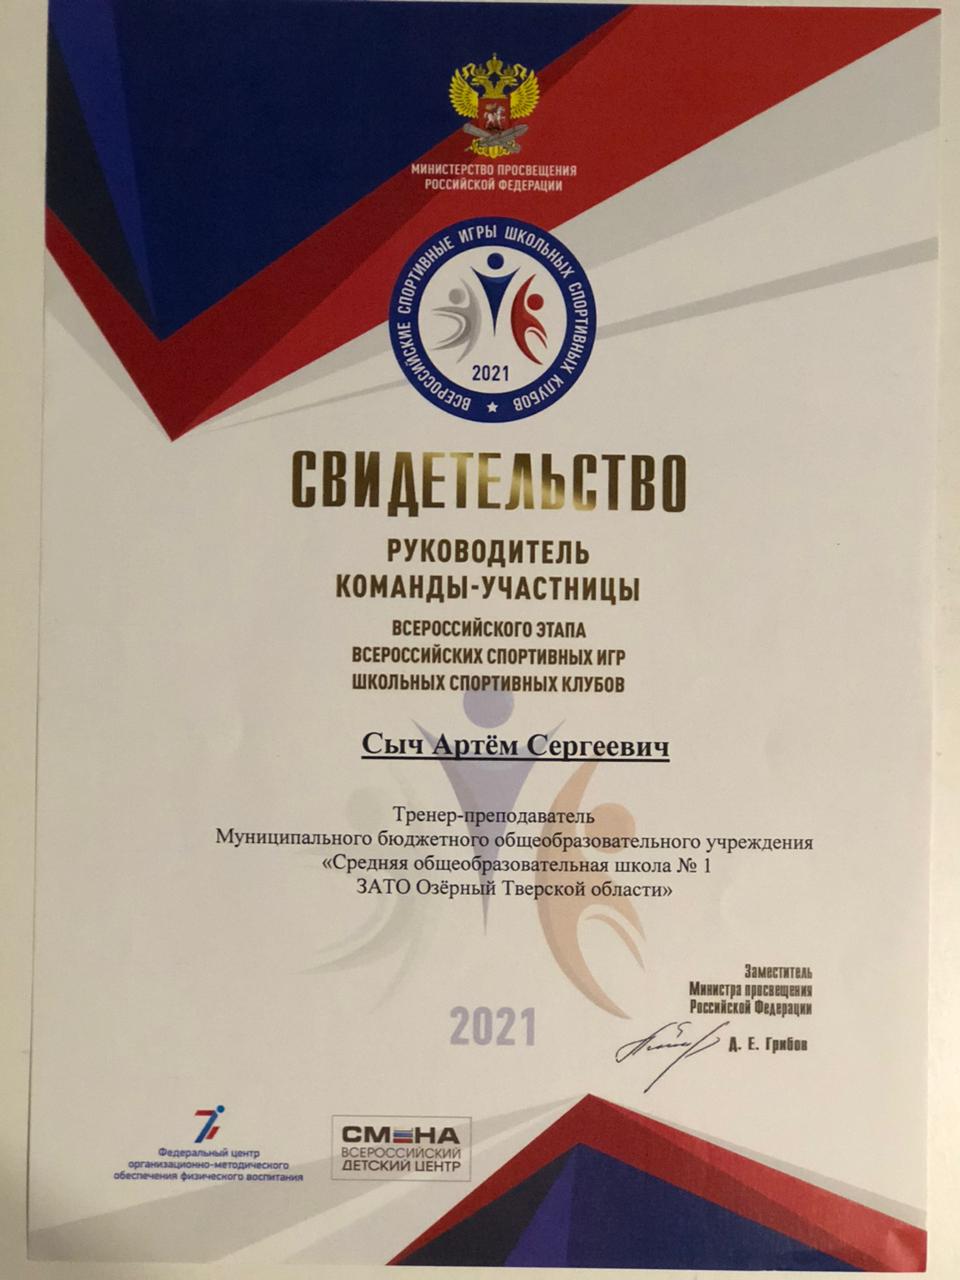 МИНИСТЕРСТВО ПРОСВЕЩЕНИЯ
РОССИЙСКОЙ ФЕДЕРАЦИИ
ВСЕРОССИЙСКИЕ СПОРТИВНЫЕ ИГРЫ ШКОЛЬНЫХ СПОРТИВНЫХ КЛУБОВ
2021
СВИДЕТЕЛЬСТВО
РУКОВОДИТЕЛЬ
КОМАНДЫ-УЧАСТНИЦЫ
ВСЕРОССИЙСКОГО ЭТАПА
ВСЕРОССИЙСКИХ СПОРТИВНЫХ ИГР
ШКОЛЬНЫХ СПОРТИВНЫХ КЛУБОВ
Сыч Артём Сергеевич
Тренер-преподаватель
Муниципального бюджетного общеобразовательного учреждения
«Средняя общеобразовательная школа № 1
ЗАТО Озёрный Тверской области»
Заместитель
Министра просвещения
Российской Федерации
Д. Е. Грибов
2021
Федеральный центр
организационно-методического
обеспечения физического воспитания
СМЕНА
ВСЕРОССИЙСКИЙ
ДЕТСКИЙ ЦЕНТР